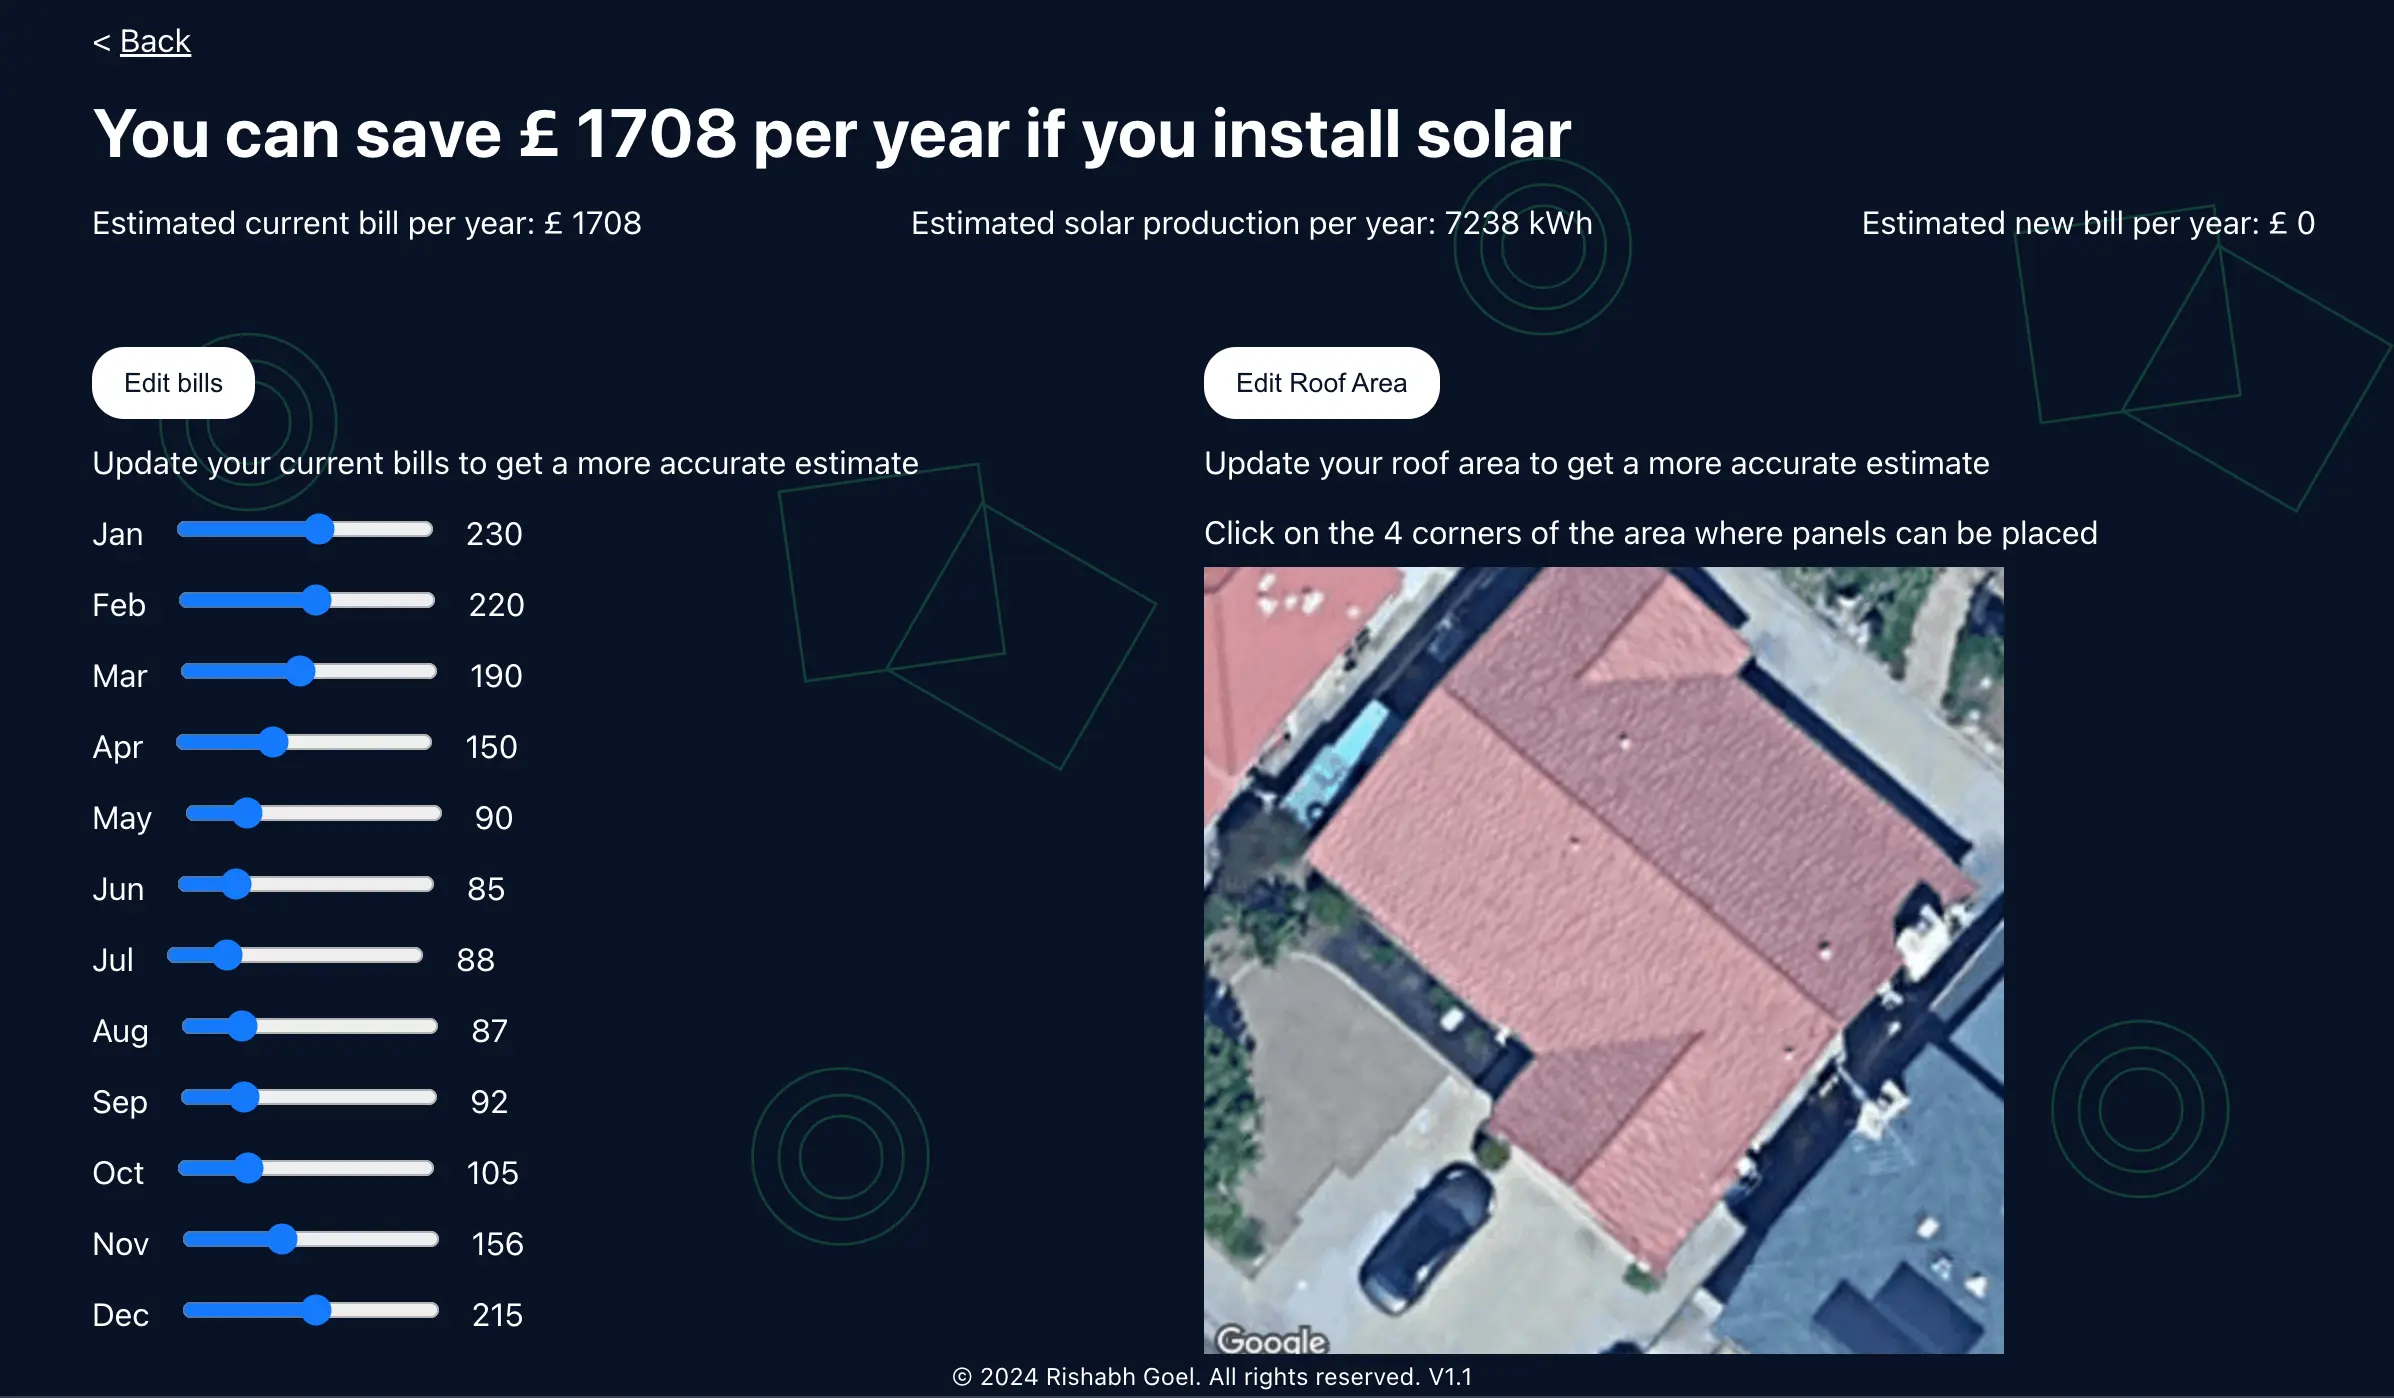 < Back
You can save £ 1708 per year if you install solar
Estimated current bill per year: £ 1708
Estimated solar production per year: 7238 kWh
Estimated new bill per year: £ 0
Edit bills
Update your current bills to get a more accurate estimate
Jan 230
Feb 220
Mar 190
Apr 150
May 90
Jun 85
Jul 88
Aug 87
Sep 92
Oct 105
Nov 156
Dec 215
Edit Roof Area
Update your roof area to get a more accurate estimate
Click on the 4 corners of the area where panels can be placed
Google
© 2024 Rishabh Goel. All rights reserved. V1.1